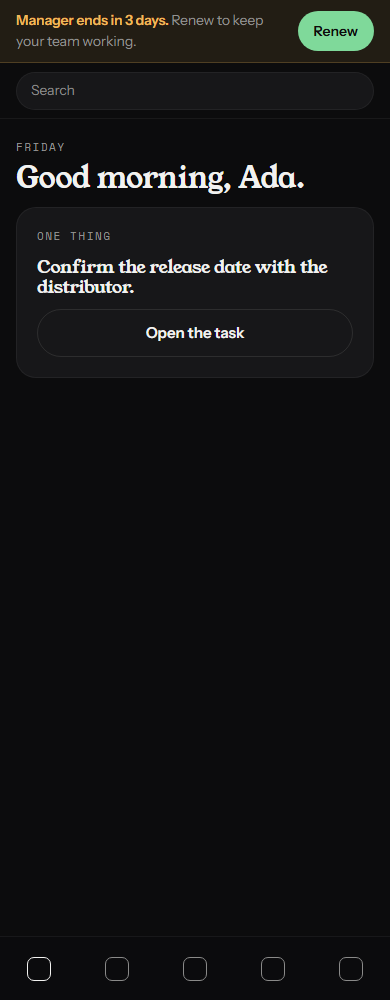 Manager ends in 3 days. Renew to keep
your team working.
Renew
Search
FRIDAY
Good morning, Ada.
ONE THING
Confirm the release date with the
distributor.
Open the task